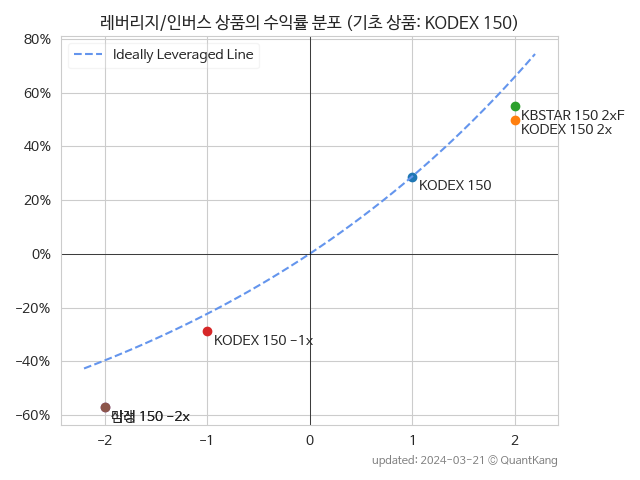 레버리지/인버스 상품의 수익률 분포 (기초 상품: KODEX 150)
80%
Ideally Leveraged Line
60%
KBSTAR 150 2xF
KODEX 150 2x
40%
KODEX 150
20%
0%
−20%
KODEX 150 −1x
−40%
150 −2x
−60%
−2
−1
0
1
2
updated: 2024-03-21 © QuantKang